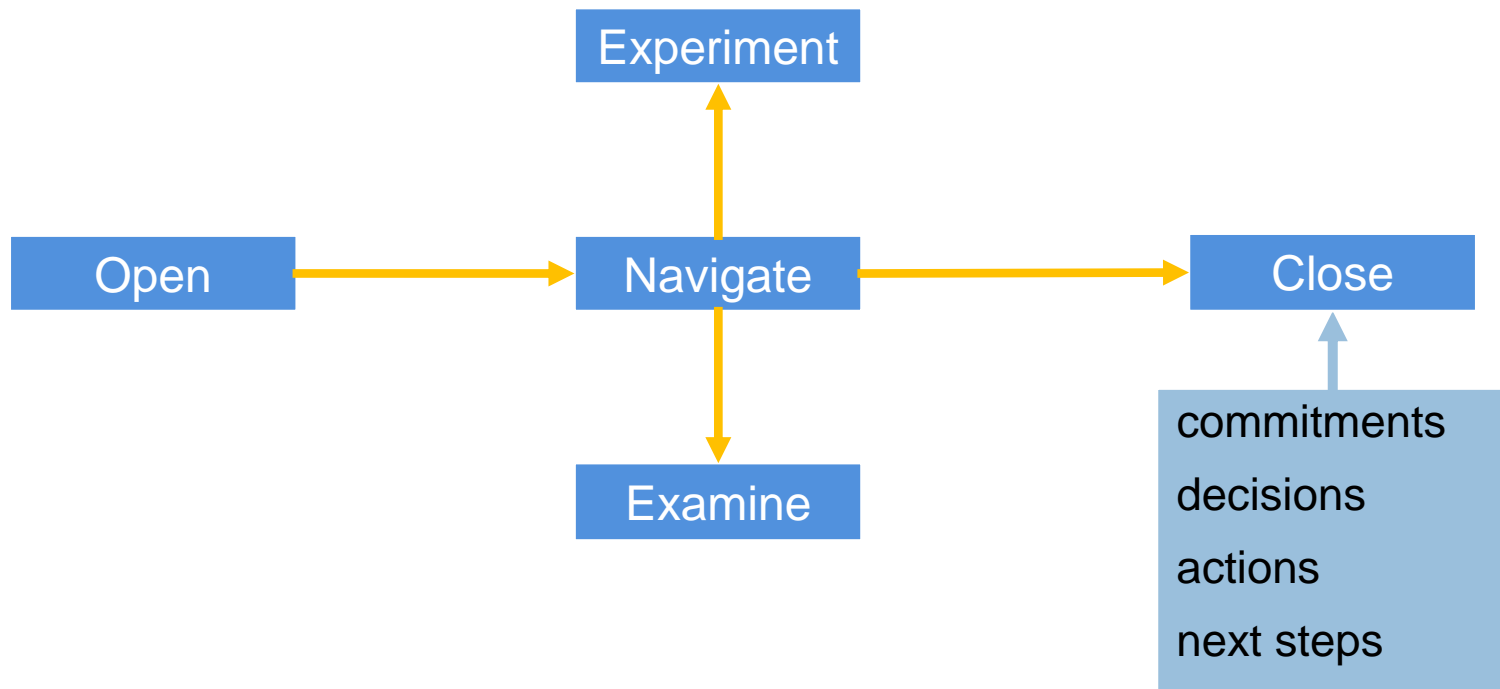 Experiment
Open
Navigate
Close
Examine
commitments
decisions
actions
next steps